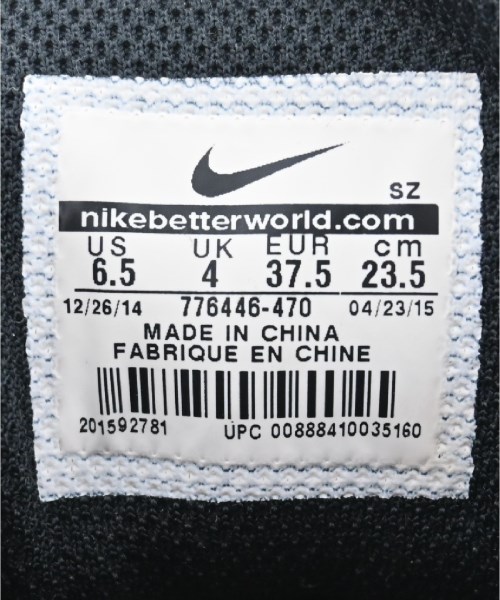 SZ
nikebetterworld.com
US UK EUR cm
6.5 4 37.5 23.5
12/26/14 776446-470 04/23/15
MADE IN CHINA
FABRIQUE EN CHINE
201592781 UPC 00888410035160